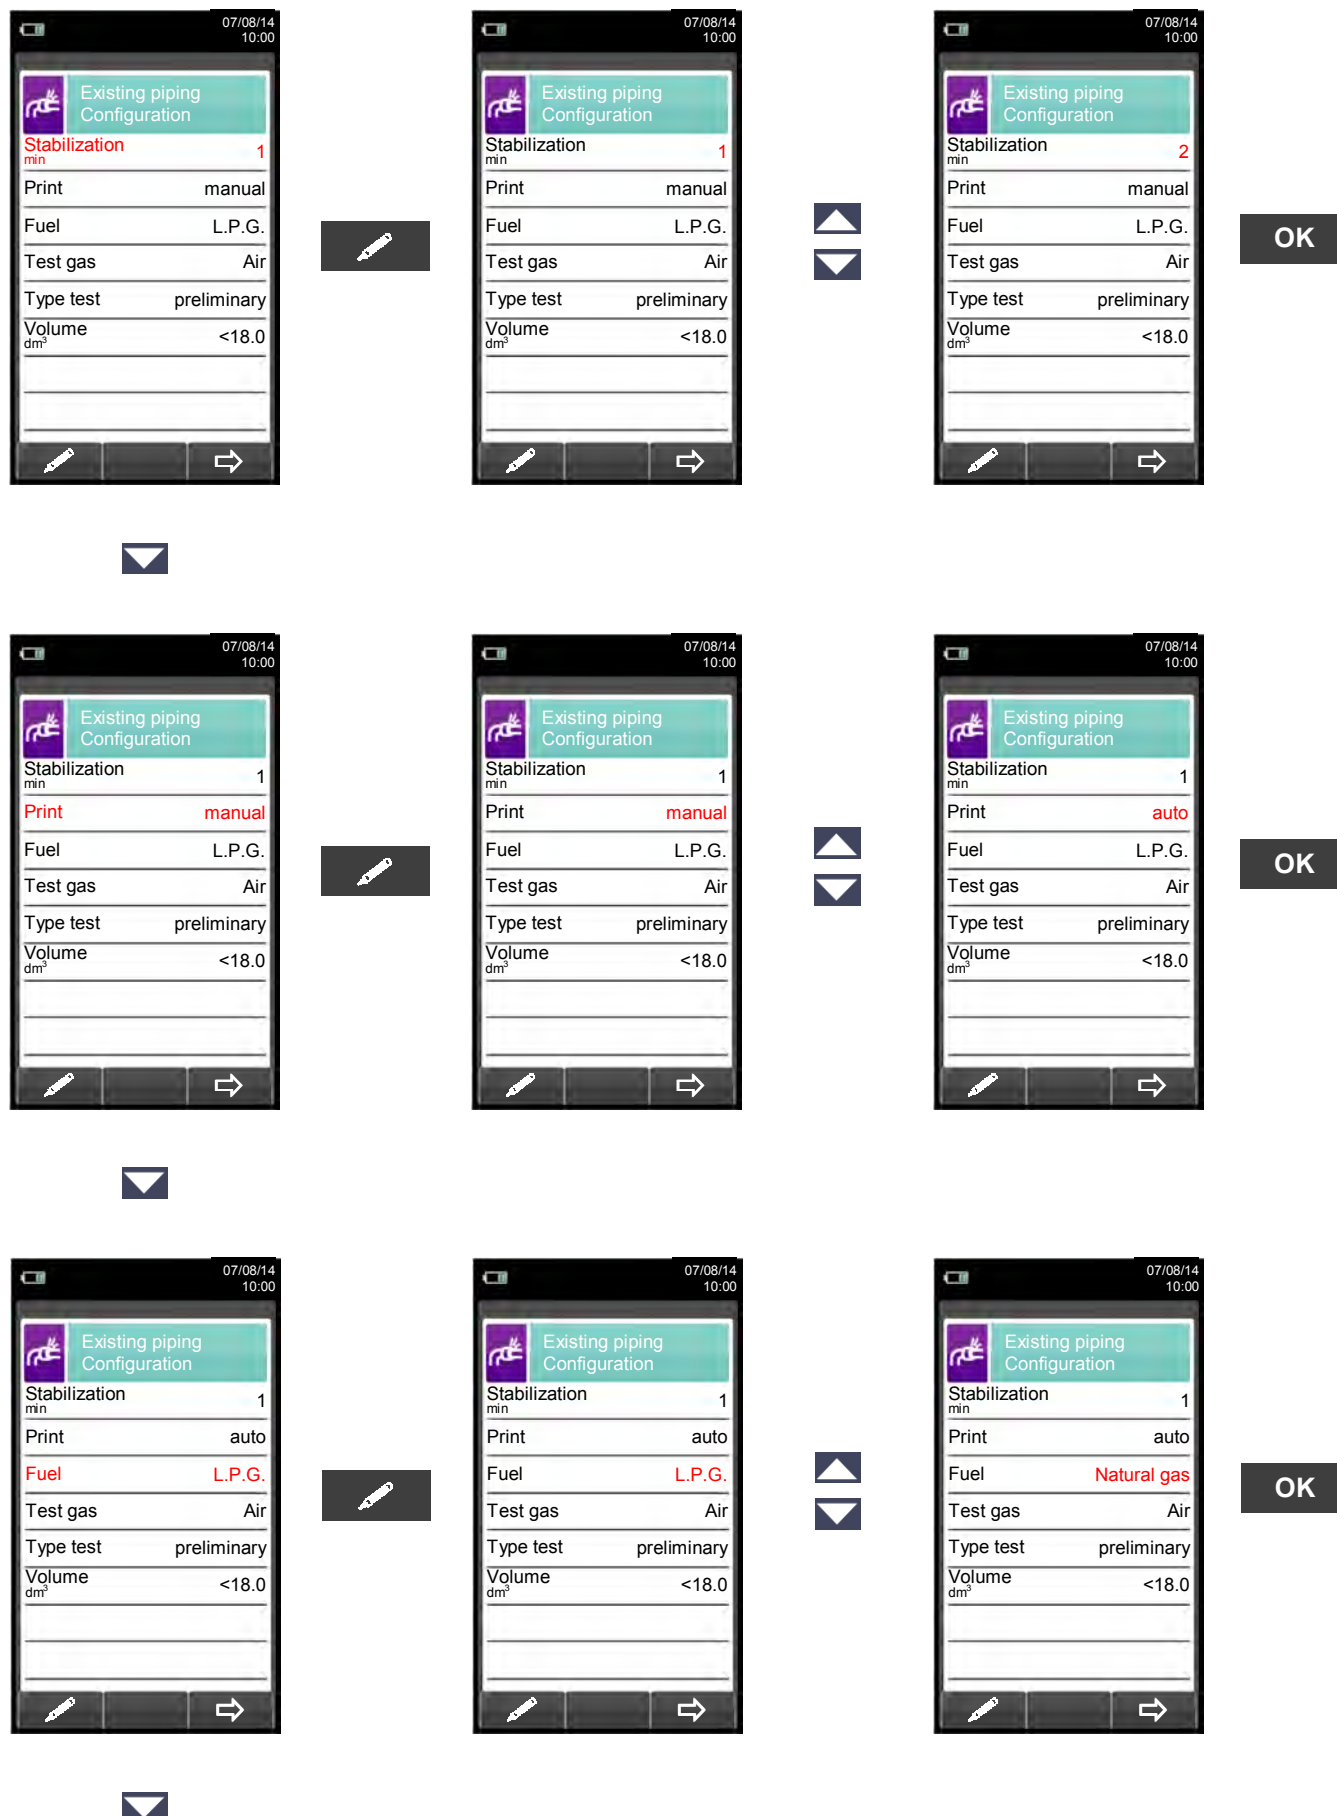 07/08/14
10:00
Existing piping
Configuration
Stabilization
min
1
Print manual
Fuel L.P.G.
Test gas Air
Type test preliminary
Volume
dm³
<18.0
07/08/14
10:00
Existing piping
Configuration
Stabilization
min
1
Print manual
Fuel L.P.G.
Test gas Air
Type test preliminary
Volume
dm³
<18.0
07/08/14
10:00
Existing piping
Configuration
Stabilization
min
2
Print manual
Fuel L.P.G.
Test gas Air
Type test preliminary
Volume
dm³
<18.0
OK
07/08/14
10:00
Existing piping
Configuration
Stabilization
min
1
Print manual
Fuel L.P.G.
Test gas Air
Type test preliminary
Volume
dm³
<18.0
07/08/14
10:00
Existing piping
Configuration
Stabilization
min
1
Print manual
Fuel L.P.G.
Test gas Air
Type test preliminary
Volume
dm³
<18.0
07/08/14
10:00
Existing piping
Configuration
Stabilization
min
1
Print auto
Fuel L.P.G.
Test gas Air
Type test preliminary
Volume
dm³
<18.0
OK
07/08/14
10:00
Existing piping
Configuration
Stabilization
min
1
Print auto
Fuel L.P.G.
Test gas Air
Type test preliminary
Volume
dm³
<18.0
07/08/14
10:00
Existing piping
Configuration
Stabilization
min
1
Print auto
Fuel L.P.G.
Test gas Air
Type test preliminary
Volume
dm³
<18.0
07/08/14
10:00
Existing piping
Configuration
Stabilization
min
1
Print auto
Fuel Natural gas
Test gas Air
Type test preliminary
Volume
dm³
<18.0
OK